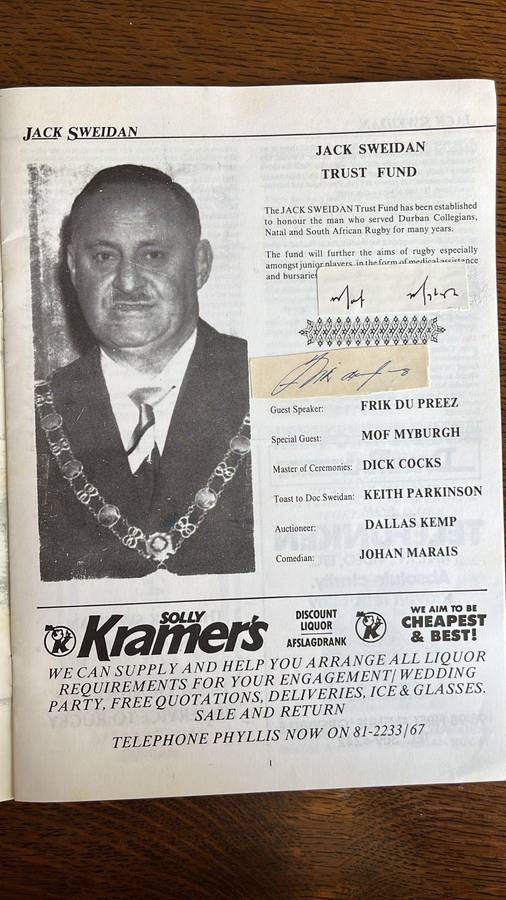 JACK SWEIDAN
JACK SWEIDAN
TRUST FUND
The JACK SWEIDAN Trust Fund has been established
to honour the man who served Durban Collegians,
Natal and South African Rugby for many years.
The fund will further the aims of rugby especially
amongst junior players, in the form of medical assistance
and bursaries
Mof Myburgh
Frik du Preez
Guest Speaker: FRIK DU PREEZ
Special Guest: MOF MYBURGH
Master of Ceremonies: DICK COCKS
Toast to Doc Sweidan: KEITH PARKINSON
Auctioneer: DALLAS KEMP
Comedian: JOHAN MARAIS
SOLLY
Kramer's
DISCOUNT
LIQUOR
AFSLAGDRANK
WE AIM TO BE
CHEAPEST
& BEST!
WE CAN SUPPLY AND HELP YOU ARRANGE ALL LIQUOR
REQUIREMENTS FOR YOUR ENGAGEMENT/WEDDING
PARTY, FREE QUOTATIONS, DELIVERIES, ICE & GLASSES.
SALE AND RETURN
TELEPHONE PHYLLIS NOW ON 81-2233/67
1